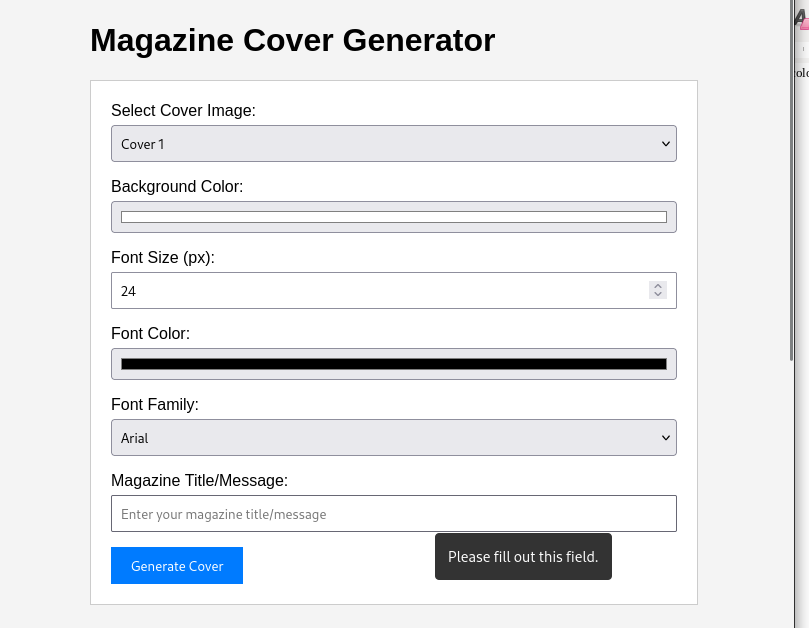 Magazine Cover Generator
Select Cover Image:
Cover 1
Background Color:
Font Size (px):
24
Font Color:
Font Family:
Arial
Magazine Title/Message:
Enter your magazine title/message
Please fill out this field.
Generate Cover